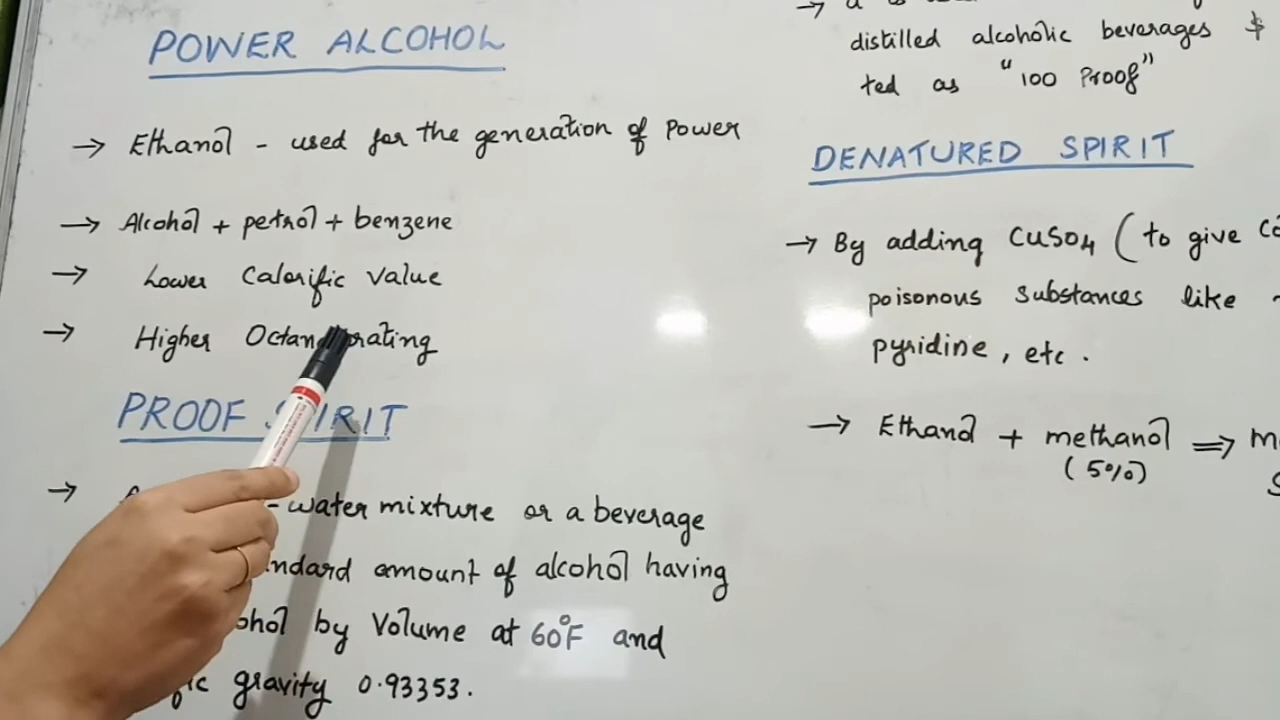 POWER ALCOHOL
→ Ethanol - used for the generation of Power
→ Alcohol + petrol + benzene
→ Lower Calorific value
→ Higher Octane rating
PROOF SPIRIT
→ - water mixture or a beverage
amount of alcohol having
by Volume at 60°F and
gravity 0.93353.
→
distilled alcoholic beverages
ted as "100 Proof"
DENATURED SPIRIT
→ By adding CuSO4 (to give
poisonous substances like
pyridine, etc.
→ Ethanol + methanol ⟹
(5%)